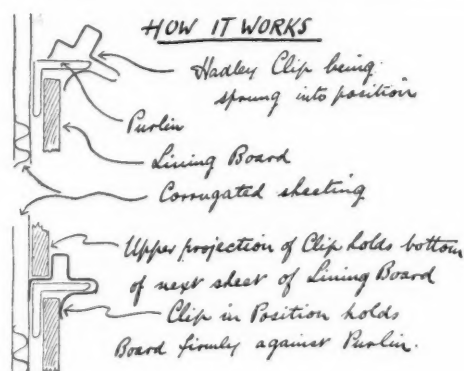 HOW IT WORKS
Hadley Clip being
sprung into position
Purlin
Lining Board
Corrugated sheeting
Upper projection of Clip holds bottom
of next sheet of Lining Board
Clip in Position holds
Board firmly against Purlin.